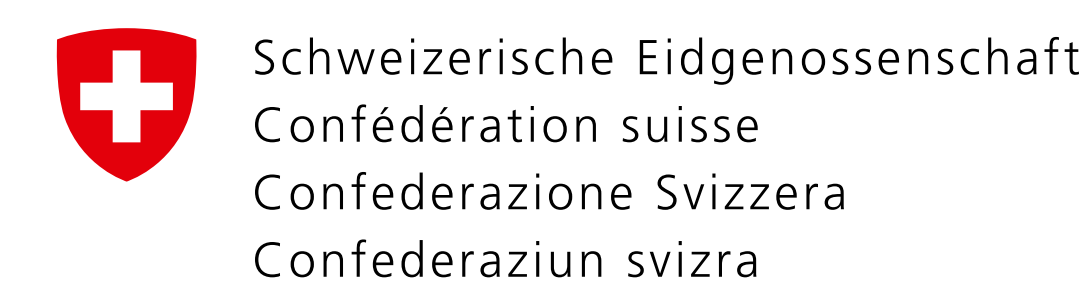 Schweizerische Eidgenossenschaft
Confédération suisse
Confederazione Svizzera
Confederaziun svizra